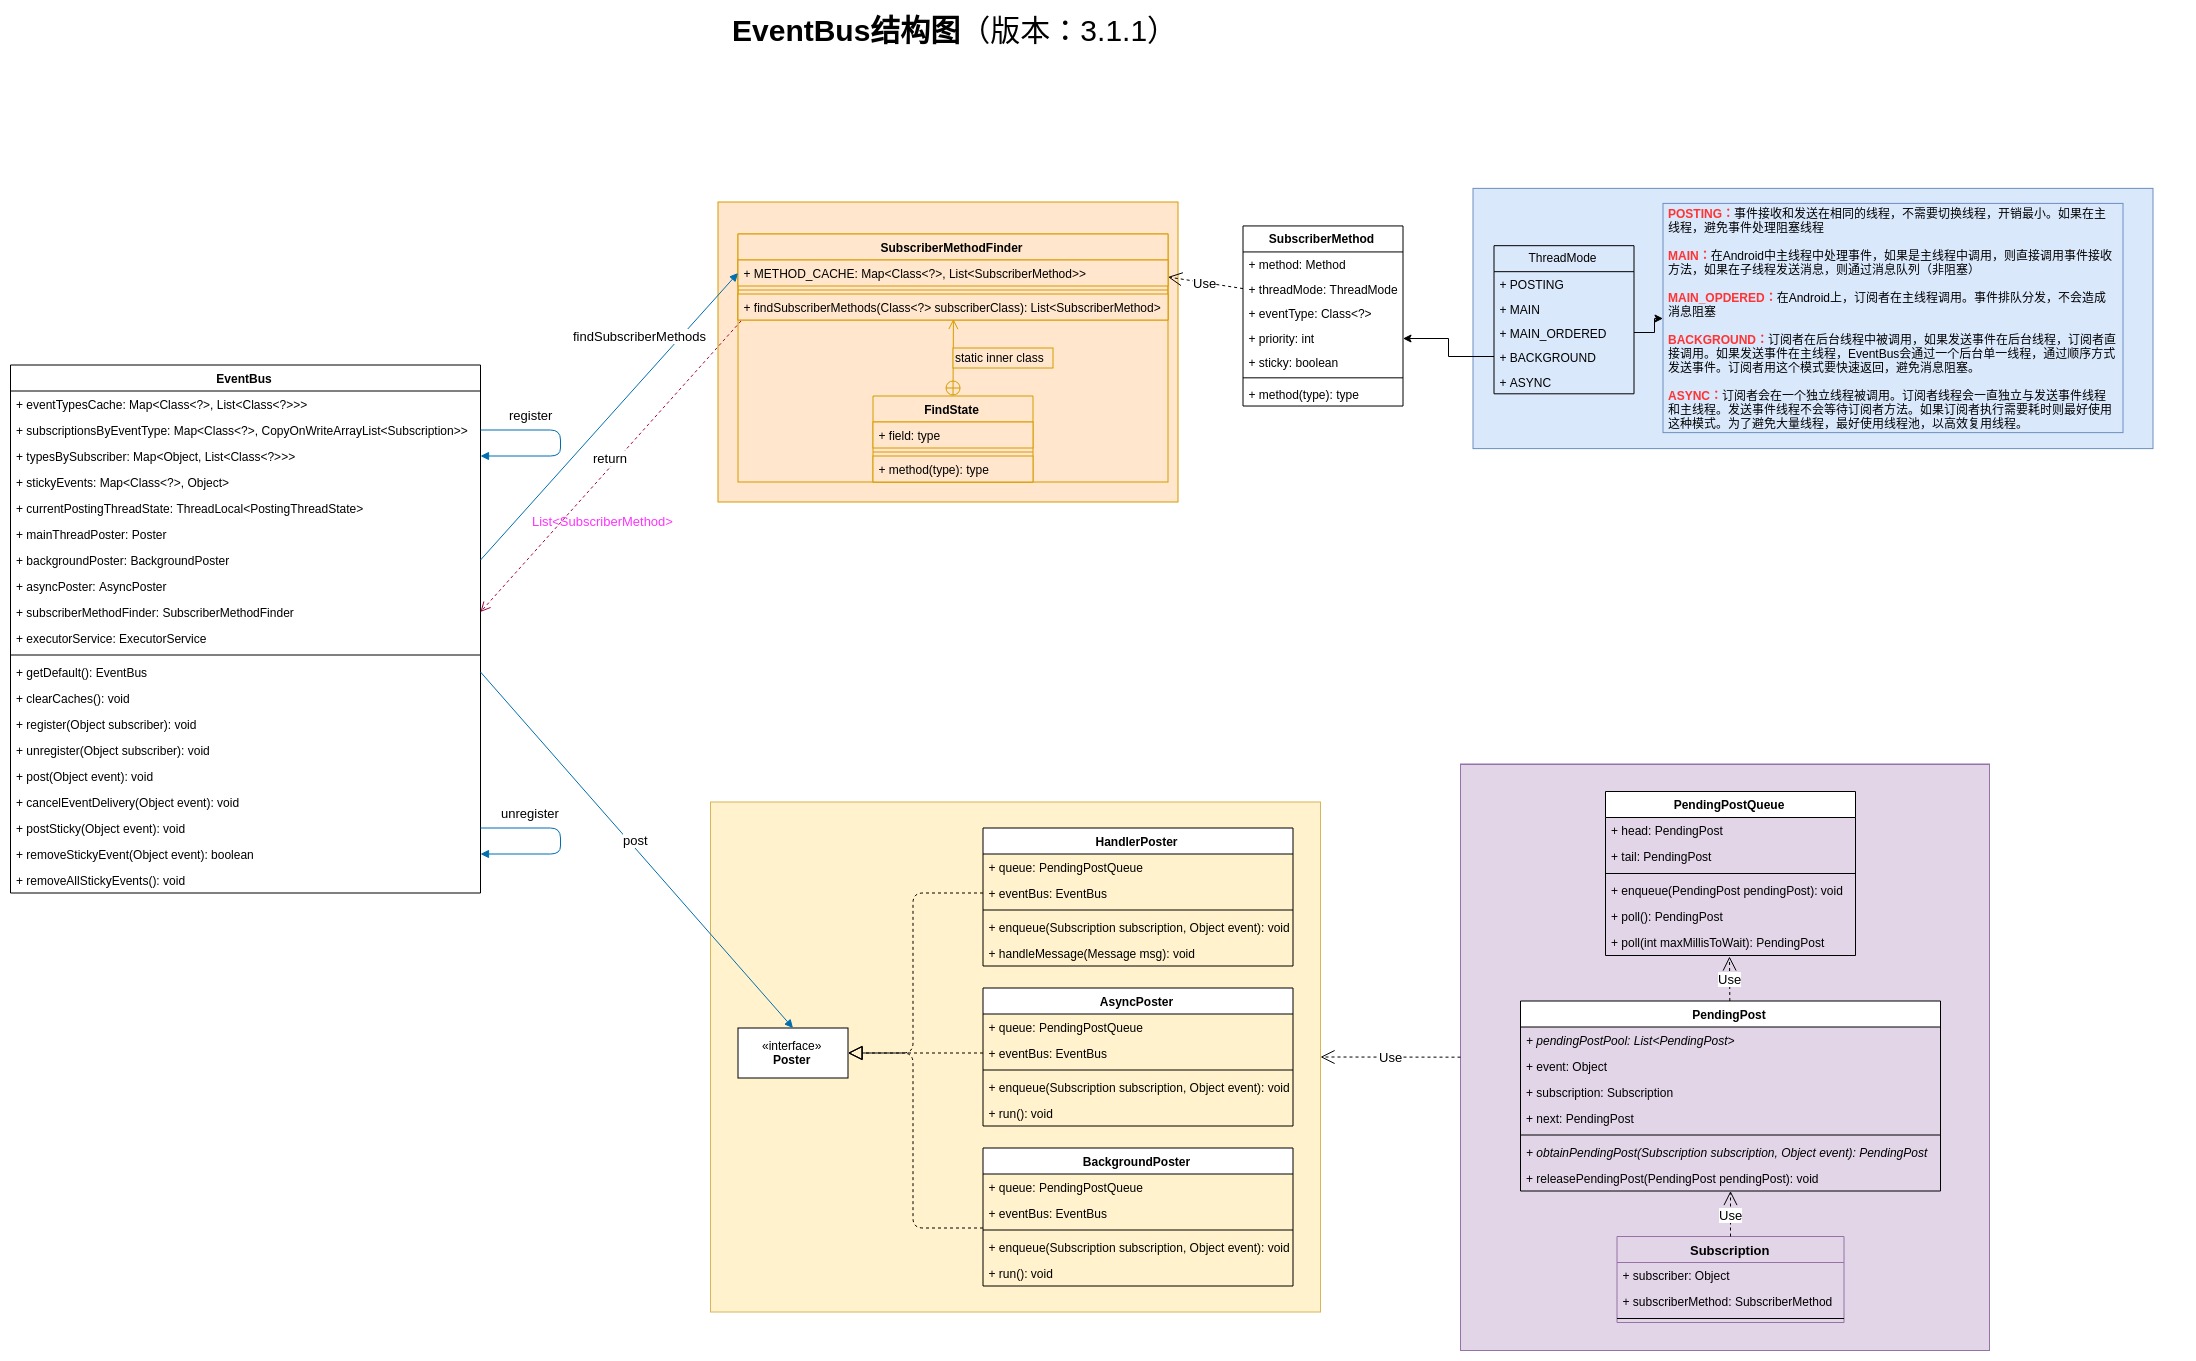 EventBus结构图（版本：3.1.1）
EventBus
+ eventTypesCache: Map<Class<?>, List<Class<?>>>
+ subscriptionsByEventType: Map<Class<?>, CopyOnWriteArrayList<Subscription>>
+ typesBySubscriber: Map<Object, List<Class<?>>>
+ stickyEvents: Map<Class<?>, Object>
+ currentPostingThreadState: ThreadLocal<PostingThreadState>
+ mainThreadPoster: Poster
+ backgroundPoster: BackgroundPoster
+ asyncPoster: AsyncPoster
+ subscriberMethodFinder: SubscriberMethodFinder
+ executorService: ExecutorService
+ getDefault(): EventBus
+ clearCaches(): void
+ register(Object subscriber): void
+ unregister(Object subscriber): void
+ post(Object event): void
+ cancelEventDelivery(Object event): void
+ postSticky(Object event): void
+ removeStickyEvent(Object event): boolean
+ removeAllStickyEvents(): void
register
unregister
findSubscriberMethods
return
List<SubscriberMethod>
post
SubscriberMethodFinder
+ METHOD_CACHE: Map<Class<?>, List<SubscriberMethod>>
+ findSubscriberMethods(Class<?> subscriberClass): List<SubscriberMethod>
static inner class
FindState
+ field: type
+ method(type): type
Use
SubscriberMethod
+ method: Method
+ threadMode: ThreadMode
+ eventType: Class<?>
+ priority: int
+ sticky: boolean
+ method(type): type
ThreadMode
+ POSTING
+ MAIN
+ MAIN_ORDERED
+ BACKGROUND
+ ASYNC
POSTING：事件接收和发送在相同的线程，不需要切换线程，开销最小。如果在主
线程，避免事件处理阻塞线程
MAIN：在Android中主线程中处理事件，如果是主线程中调用，则直接调用事件接收
方法，如果在子线程发送消息，则通过消息队列（非阻塞）
MAIN_OPDERED：在Android上，订阅者在主线程调用。事件排队分发，不会造成
消息阻塞
BACKGROUND：订阅者在后台线程中被调用，如果发送事件在后台线程，订阅者直
接调用。如果发送事件在主线程，EventBus会通过一个后台单一线程，通过顺序方式
发送事件。订阅者用这个模式要快速返回，避免消息阻塞。
ASYNC：订阅者会在一个独立线程被调用。订阅者线程会一直独立与发送事件线程
和主线程。发送事件线程不会等待订阅者方法。如果订阅者执行需要耗时则最好使用
这种模式。为了避免大量线程，最好使用线程池，以高效复用线程。
«interface»
Poster
HandlerPoster
+ queue: PendingPostQueue
+ eventBus: EventBus
+ enqueue(Subscription subscription, Object event): void
+ handleMessage(Message msg): void
AsyncPoster
+ queue: PendingPostQueue
+ eventBus: EventBus
+ enqueue(Subscription subscription, Object event): void
+ run(): void
BackgroundPoster
+ queue: PendingPostQueue
+ eventBus: EventBus
+ enqueue(Subscription subscription, Object event): void
+ run(): void
Use
PendingPostQueue
+ head: PendingPost
+ tail: PendingPost
+ enqueue(PendingPost pendingPost): void
+ poll(): PendingPost
+ poll(int maxMillisToWait): PendingPost
Use
PendingPost
+ pendingPostPool: List<PendingPost>
+ event: Object
+ subscription: Subscription
+ next: PendingPost
+ obtainPendingPost(Subscription subscription, Object event): PendingPost
+ releasePendingPost(PendingPost pendingPost): void
Use
Subscription
+ subscriber: Object
+ subscriberMethod: SubscriberMethod